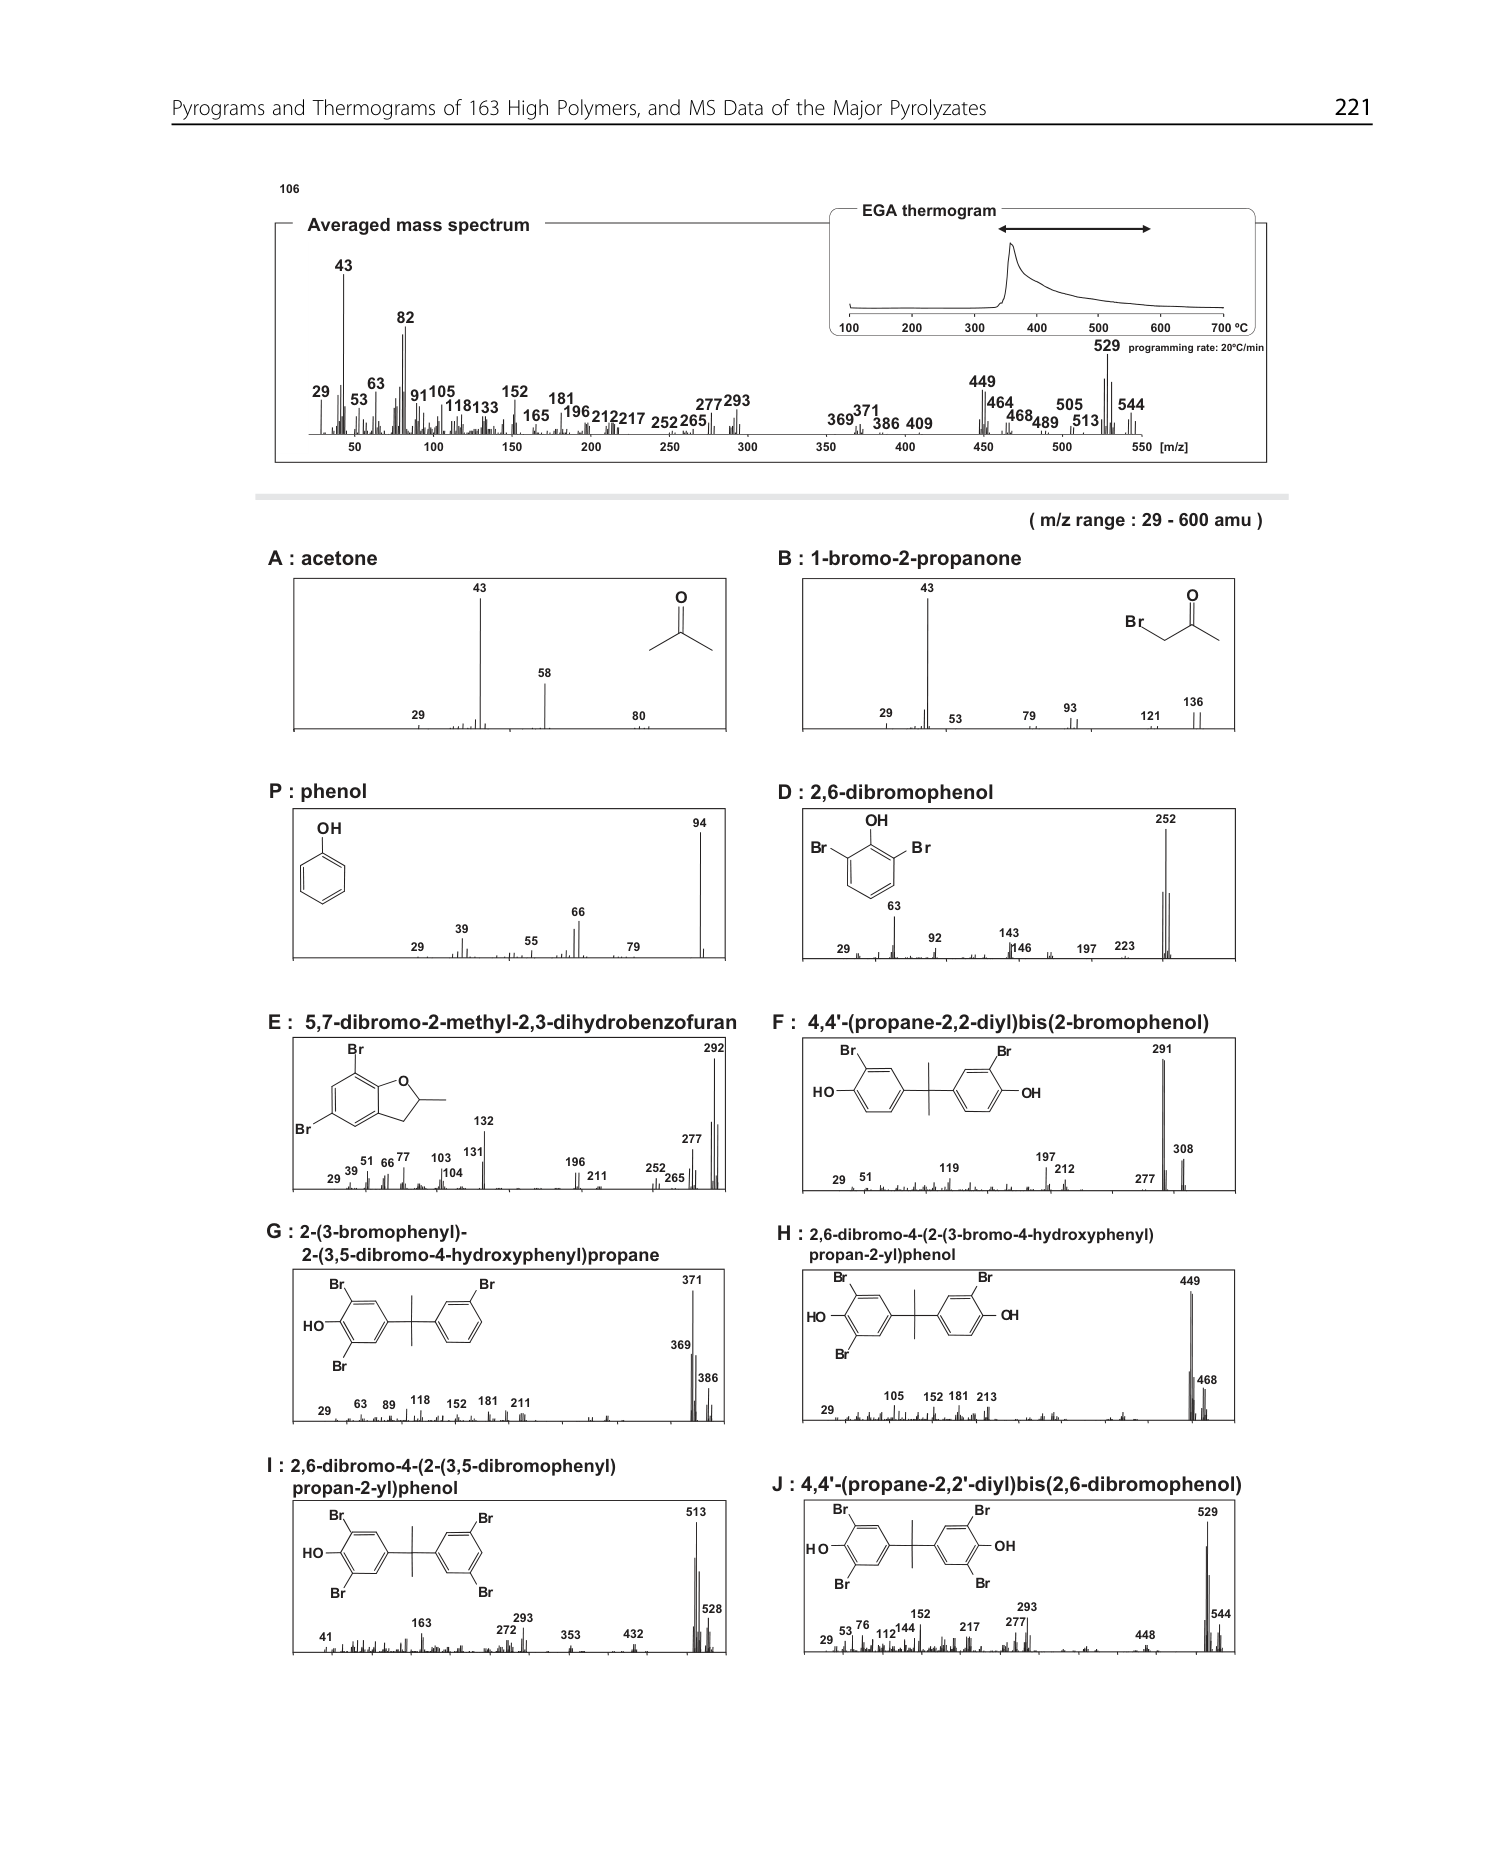 Pyrograms and Thermograms of 163 High Polymers, and MS Data of the Major Pyrolyzates 221
106
Averaged mass spectrum
EGA thermogram
100 200 300 400 500 600 700 ºC
programming rate: 20ºC/min
43
82
529
29 53 63 91 105 118 133 152 165 181 196 212 217 252 265 277 293 369 371 386 409 449 464 468 489 505 513 544
50 100 150 200 250 300 350 400 450 500 550 [m/z]
( m/z range : 29 - 600 amu )
A : acetone
43
O
58
29 80
B : 1-bromo-2-propanone
43
O
Br
29 53 79 93 121 136
P : phenol
OH
94
66
39
29 55 79
D : 2,6-dibromophenol
OH
252
Br Br
63
29 92 143 146 197 223
E : 5,7-dibromo-2-methyl-2,3-dihydrobenzofuran
Br
292
O
Br
132
277
29 39 51 66 77 103 104 131 196 211 252 265
F : 4,4'-(propane-2,2-diyl)bis(2-bromophenol)
Br Br
291
HO OH
308
29 51 119 197 212 277
G : 2-(3-bromophenyl)-
2-(3,5-dibromo-4-hydroxyphenyl)propane
Br Br
371
HO
369
Br
386
29 63 89 118 152 181 211
H : 2,6-dibromo-4-(2-(3-bromo-4-hydroxyphenyl)
propan-2-yl)phenol
Br Br
449
HO OH
Br
468
29 105 152 181 213
I : 2,6-dibromo-4-(2-(3,5-dibromophenyl)
propan-2-yl)phenol
513
Br Br
HO
Br Br
528
41 163 272 293 353 432
J : 4,4'-(propane-2,2'-diyl)bis(2,6-dibromophenol)
Br Br
529
HO OH
Br Br
293
544
29 53 76 112 144 152 217 277 448